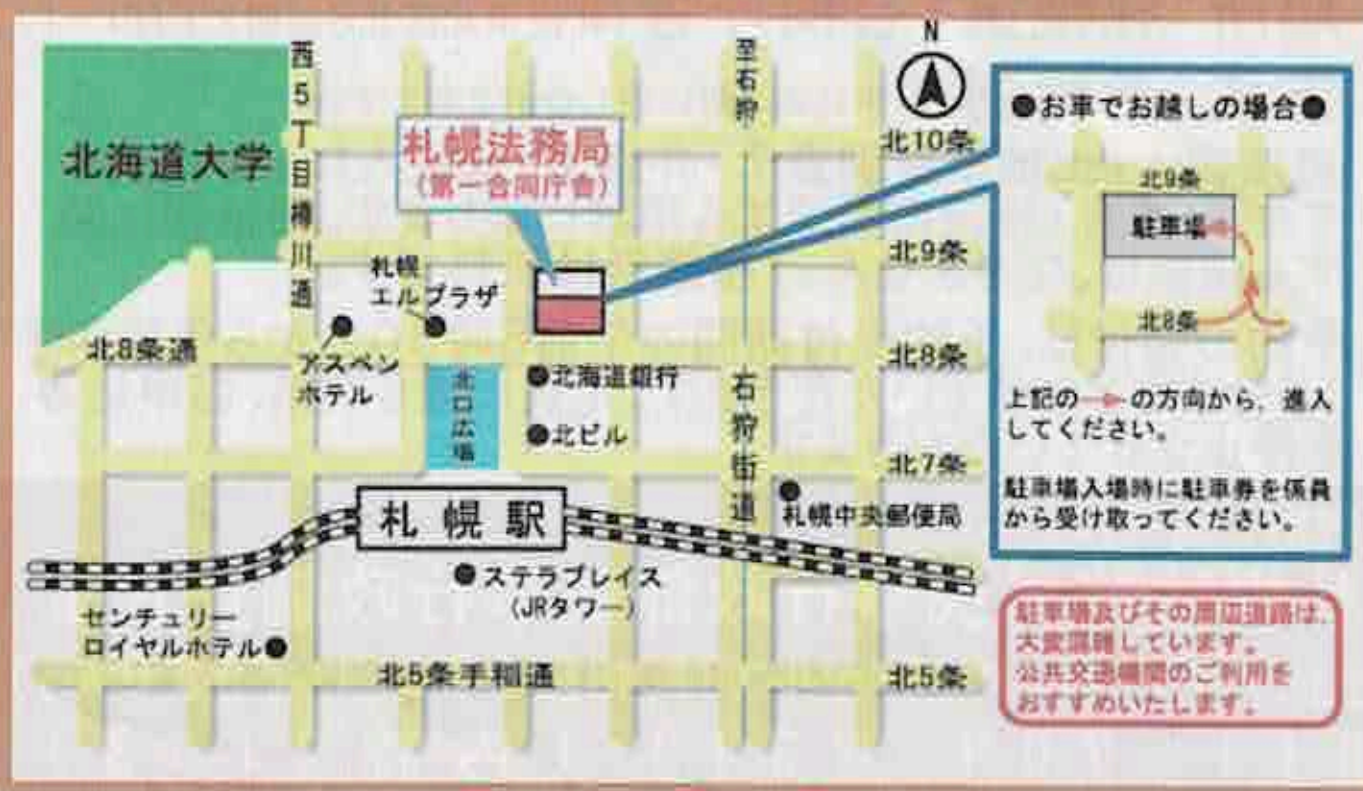 西5丁目樽川通
至石狩
N
北海道大学
札幌法務局
(第一合同庁舎)
北10条
●お車でお越しの場合●
北9条
駐車場
北8条
札幌
エルプラザ
北9条
北8条通
アスペン
ホテル
北口広場
●北海道銀行
●北ビル
石狩街道
北8条
上記の の方向から、進入
してください。
駐車場入場時に駐車券を係員
から受け取ってください。
北7条
札幌中央郵便局
札幌駅
●ステラプレイス
(JRタワー)
センチュリー
ロイヤルホテル●
北5条手稲通
北5条
駐車場及びその周辺道路は、
大変混雑しています。
公共交通機関のご利用を
おすすめいたします。